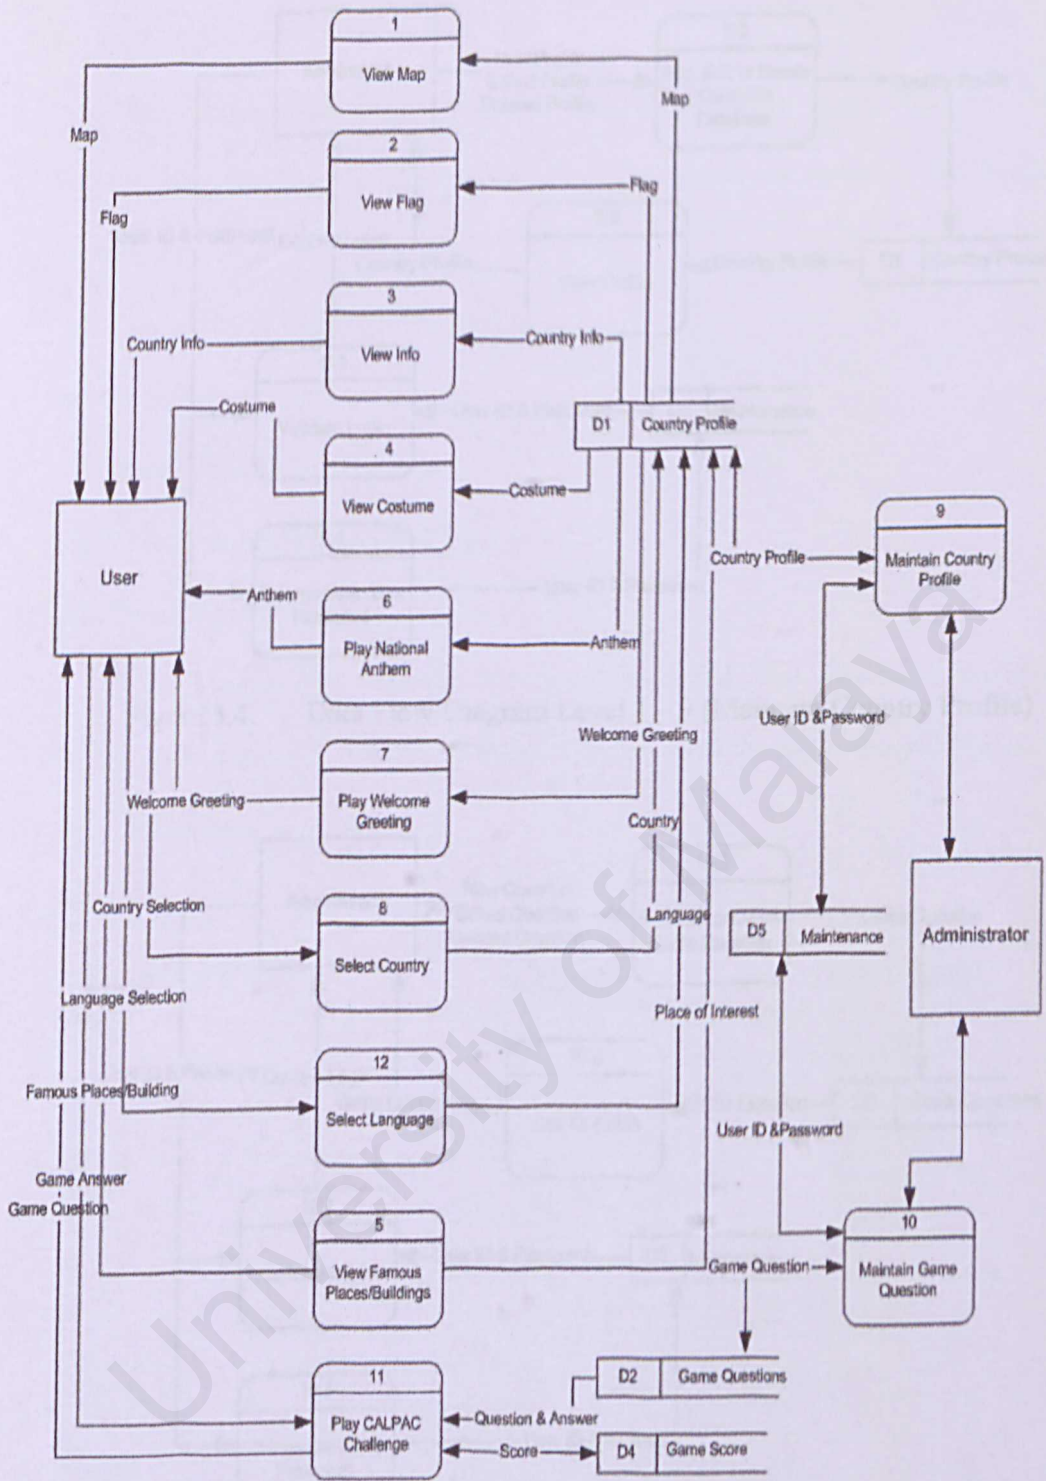 1
View Map
Map
Map
2
View Flag
Flag
Flag
3
View Info
Country Info
Country Info
Costume
D1 Country Profile
4
View Costume
Costume
User
9
Maintain Country
Profile
Country Profile
Anthem
6
Play National
Anthem
Anthem
User ID &Password
Welcome Greeting
7
Play Welcome
Greeting
Welcome Greeting
Country
8
Select Country
Country Selection
Language
D5 Maintenance
Administrator
Language Selection
Place of Interest
12
Select Language
Famous Places/Building
User ID &Password
Game Answer
Game Question
5
View Famous
Places/Buildings
10
Maintain Game
Question
Game Question
11
Play CALPAC
Challenge
D2 Game Questions
Question & Answer
Score
D4 Game Score
University of Malaya